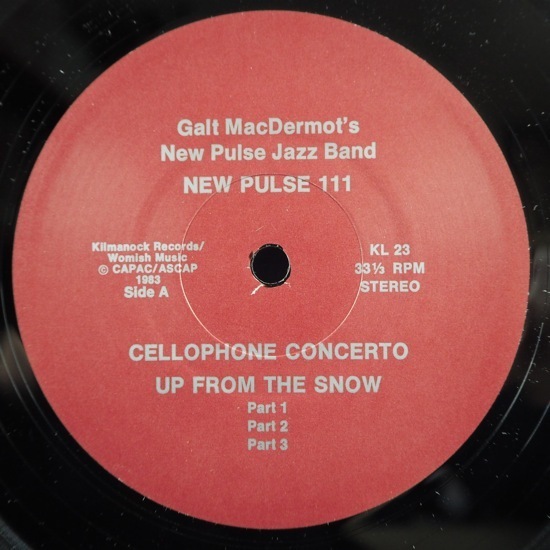 Galt MacDermot's
New Pulse Jazz Band
NEW PULSE 111
Kilmanock Records/
Womish Music
© CAPAC/ASCAP
1983
Side A
KL 23
33⅓ RPM
STEREO
CELLOPHONE CONCERTO
UP FROM THE SNOW
Part 1
Part 2
Part 3